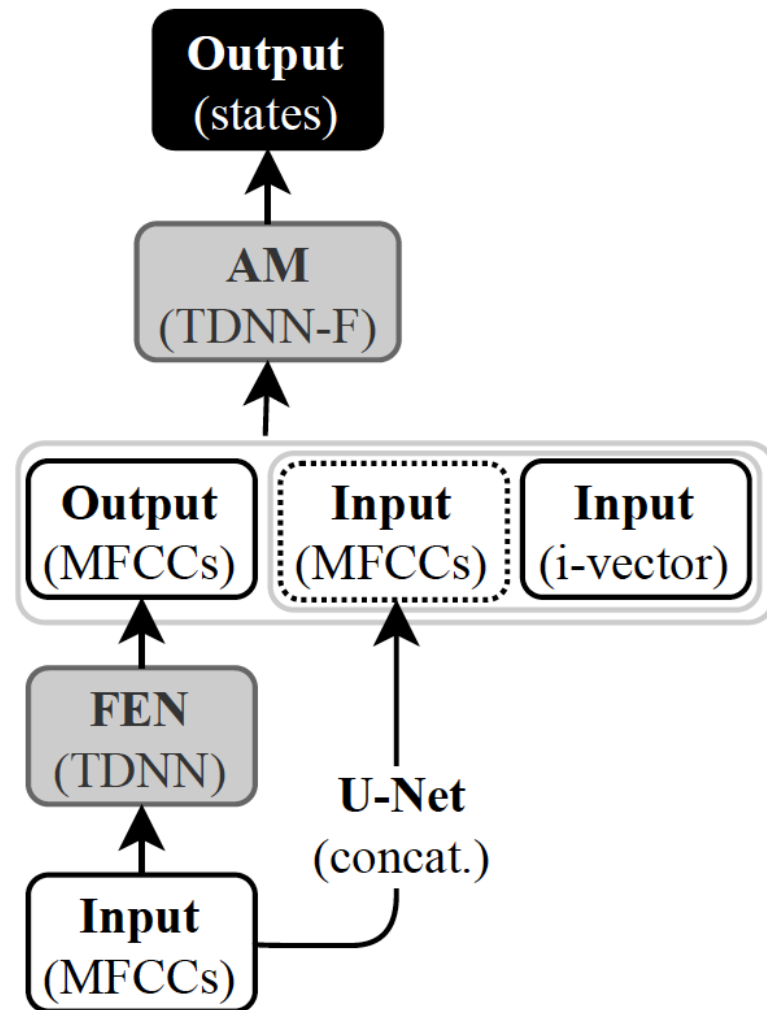 Output
(states)
AM
(TDNN-F)
Output
(MFCCs)
Input
(MFCCs)
Input
(i-vector)
FEN
(TDNN)
U-Net
(concat.)
Input
(MFCCs)